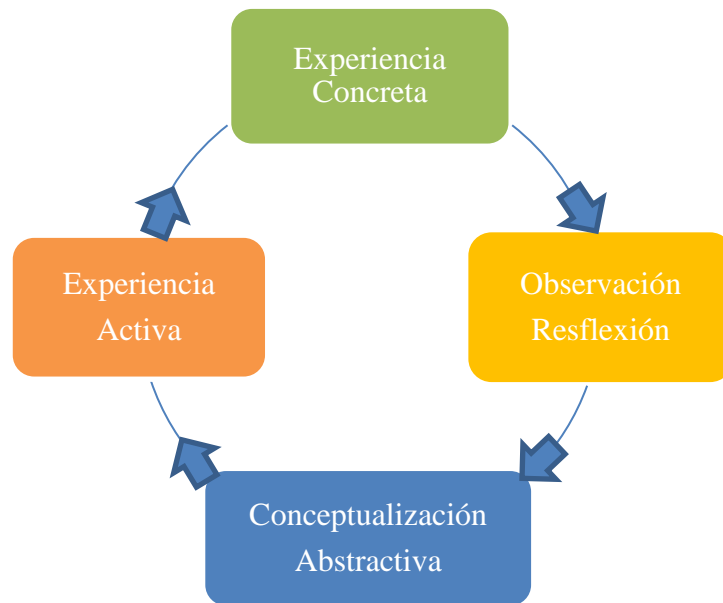 Experiencia
Concreta
Observación
Resflexión
Conceptualización
Abstractiva
Experiencia
Activa